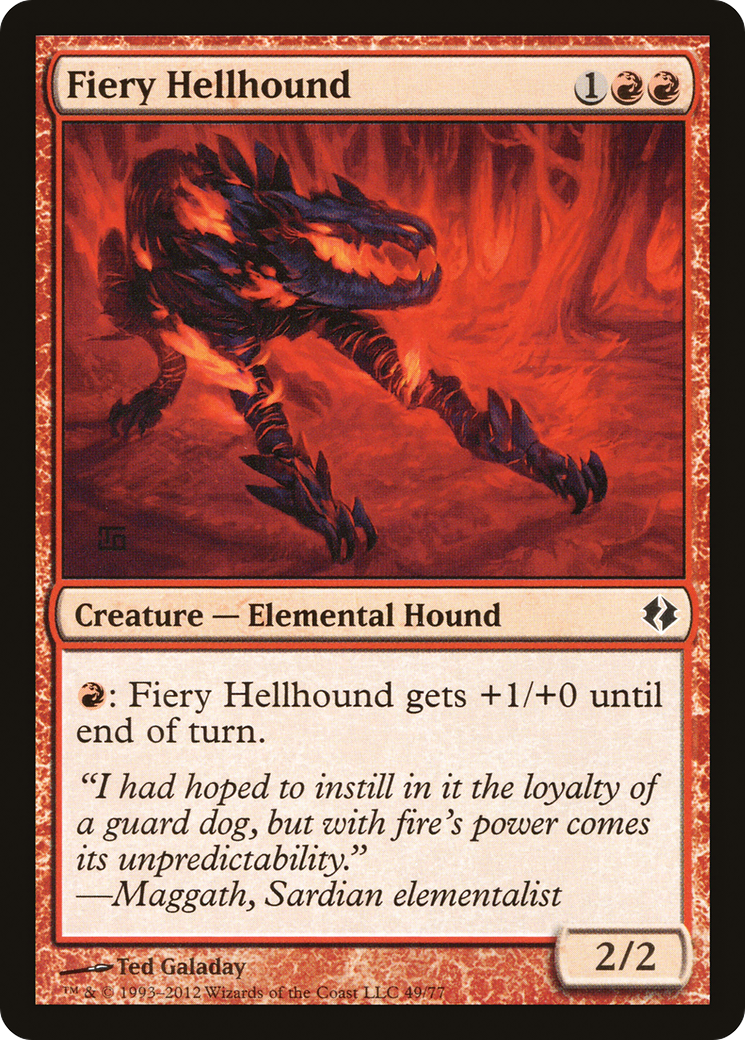 Fiery Hellhound 1
Creature — Elemental Hound
: Fiery Hellhound gets +1/+0 until
end of turn.
“I had hoped to instill in it the loyalty of
a guard dog, but with fire’s power comes
its unpredictability.”
—Maggath, Sardian elementalist
2/2
Ted Galaday
™ & © 1993–2012 Wizards of the Coast LLC 49/77